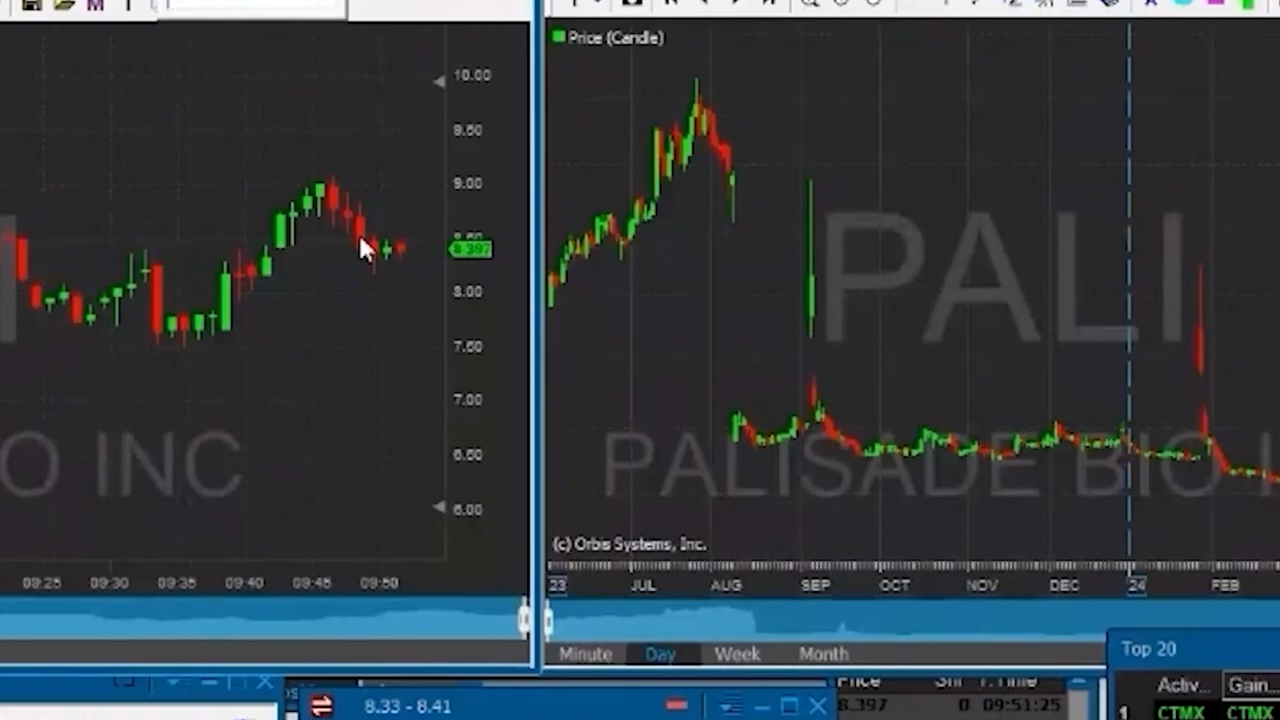 M
10.00
9.50
9.00
8.397
8.00
7.50
7.00
6.50
6.00
O INC
09:25 09:30 09:35 09:40 09:45 09:50
Price (Candle)
PALI
PALISADE BIO I
(c) Orbis Systems, Inc.
23 JUL AUG SEP OCT NOV DEC 24 FEB
Minute Day Week Month
Top 20
Activ... Gain...
1 CTMX CTMX
8.33 - 8.41
Price
8.397 0 09:51:25